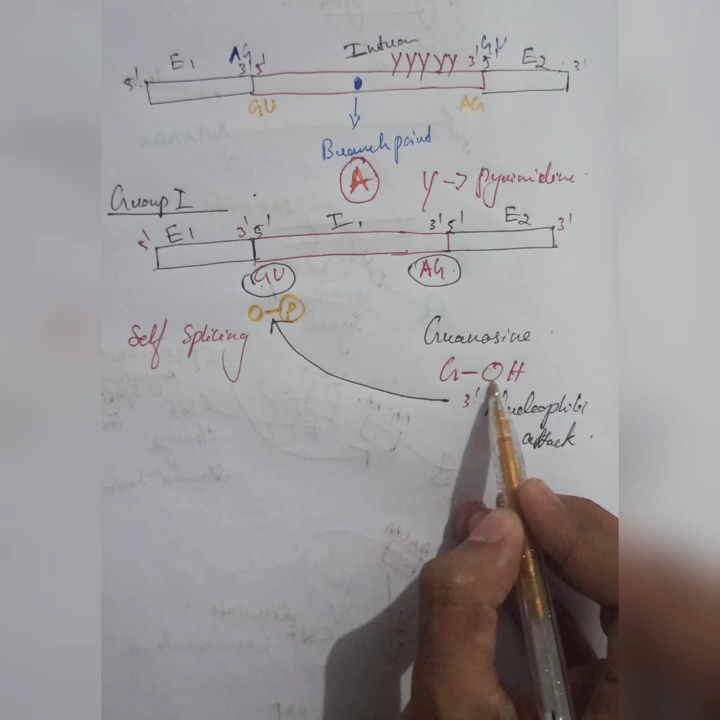 E1 AG 3' 5' Intron YYYYY 3' GU 5' E2 3'
5'
GU AG
Branch point
A Y → pyrimidine
Group I
5' E1 3' 5' I1 3' 5' E2 3'
GU AG
O-P
Self Splicing Guanosine
G-OH
3' Nucleophilic
attack